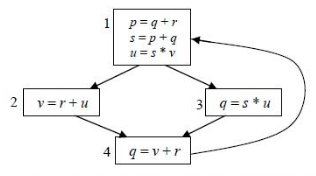 1
p = q + r
s = p + q
u = s * v
2
v = r + u
3
q = s * u
4
q = v + r